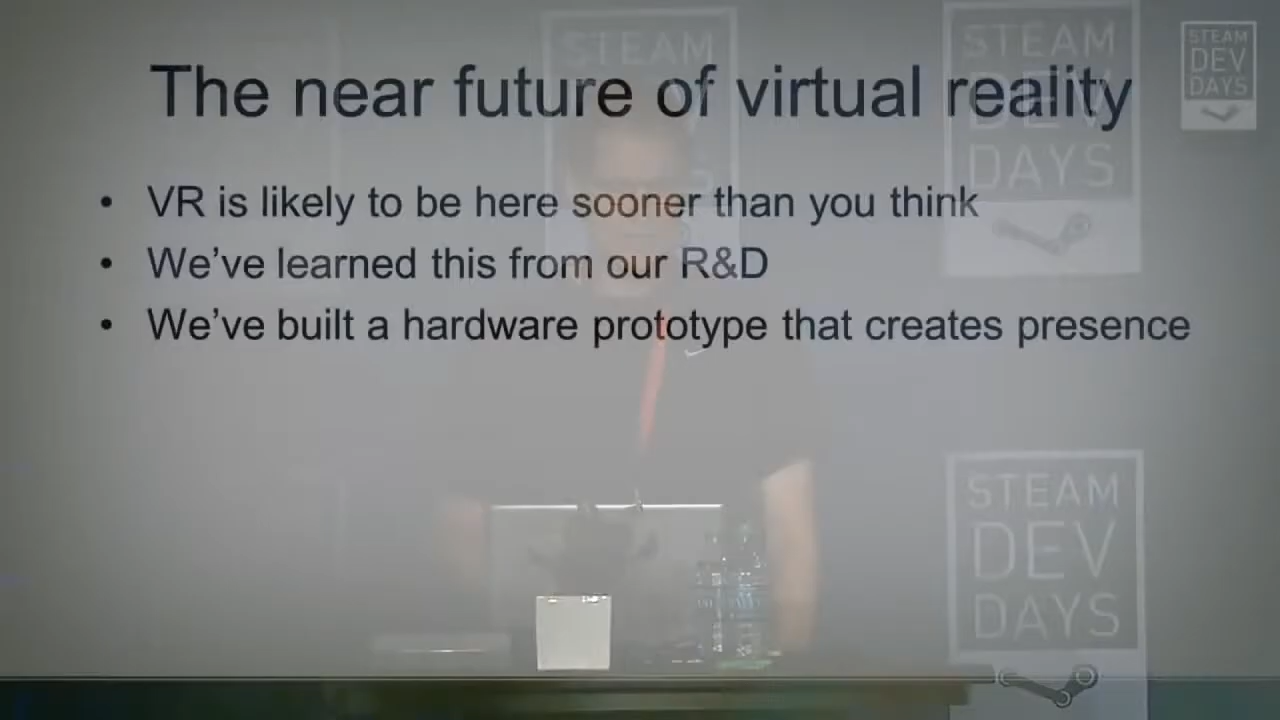 The near future of virtual reality
• VR is likely to be here sooner than you think
• We’ve learned this from our R&D
• We’ve built a hardware prototype that creates presence
STEAM
DEV
DAYS
STEAM
DEV
DAYS
STEAM
STEAM
DEV
DAYS